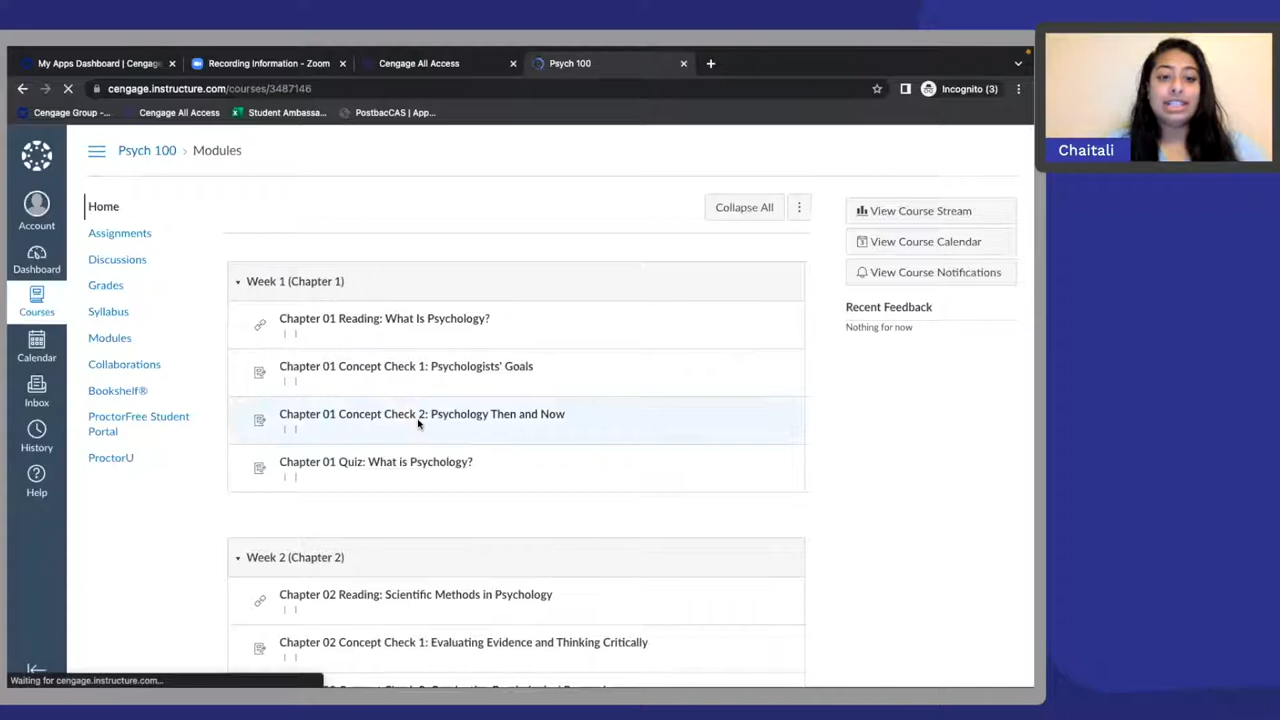 My Apps Dashboard | Cengag
Recording Information - Zoom
Cengage All Access
Psych 100
cengage.instructure.com/courses/3487146
Incognito (3)
Cengage Group -...
Cengage All Access
Student Ambassa...
PostbacCAS | App...
Chaitali
Psych 100 › Modules
Account
Dashboard
Courses
Calendar
Inbox
History
Help
Home
Assignments
Discussions
Grades
Syllabus
Modules
Collaborations
Bookshelf®
ProctorFree Student
Portal
ProctorU
Collapse All
Week 1 (Chapter 1)
Chapter 01 Reading: What Is Psychology?
Chapter 01 Concept Check 1: Psychologists' Goals
Chapter 01 Concept Check 2: Psychology Then and Now
Chapter 01 Quiz: What is Psychology?
Week 2 (Chapter 2)
Chapter 02 Reading: Scientific Methods in Psychology
Chapter 02 Concept Check 1: Evaluating Evidence and Thinking Critically
View Course Stream
View Course Calendar
View Course Notifications
Recent Feedback
Nothing for now
Waiting for cengage.instructure.com...